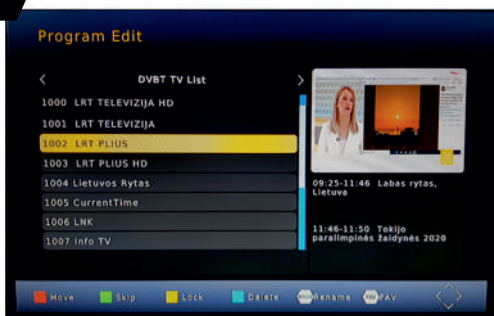 Program Edit
DVBT TV List
1000 LRT TELEVIZIJA HD
1001 LRT TELEVIZIJA
1002 LRT PLIUS
1003 LRT PLIUS HD
1004 Lietuvos Rytas
1005 CurrentTime
1006 LNK
1007 Info TV
09:25-11:46 Labas rytas,
Lietuva
11:46-11:50 Tokijo
paralimpinės žaidynės 2020
Move Skip Lock Delete Rename FAV